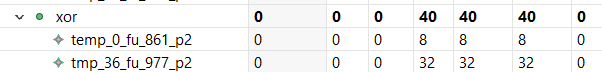 xor 0 0 0 40 40 40 0
temp_0_fu_861_p2 0 0 0 8 8 8 0
tmp_36_fu_977_p2 0 0 0 32 32 32 0